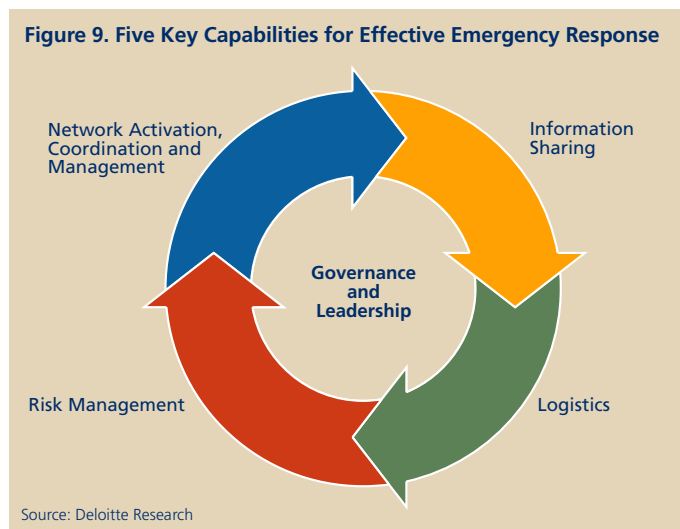 Figure 9. Five Key Capabilities for Effective Emergency Response
Network Activation,
Coordination and
Management
Information
Sharing
Governance
and
Leadership
Risk Management
Logistics
Source: Deloitte Research